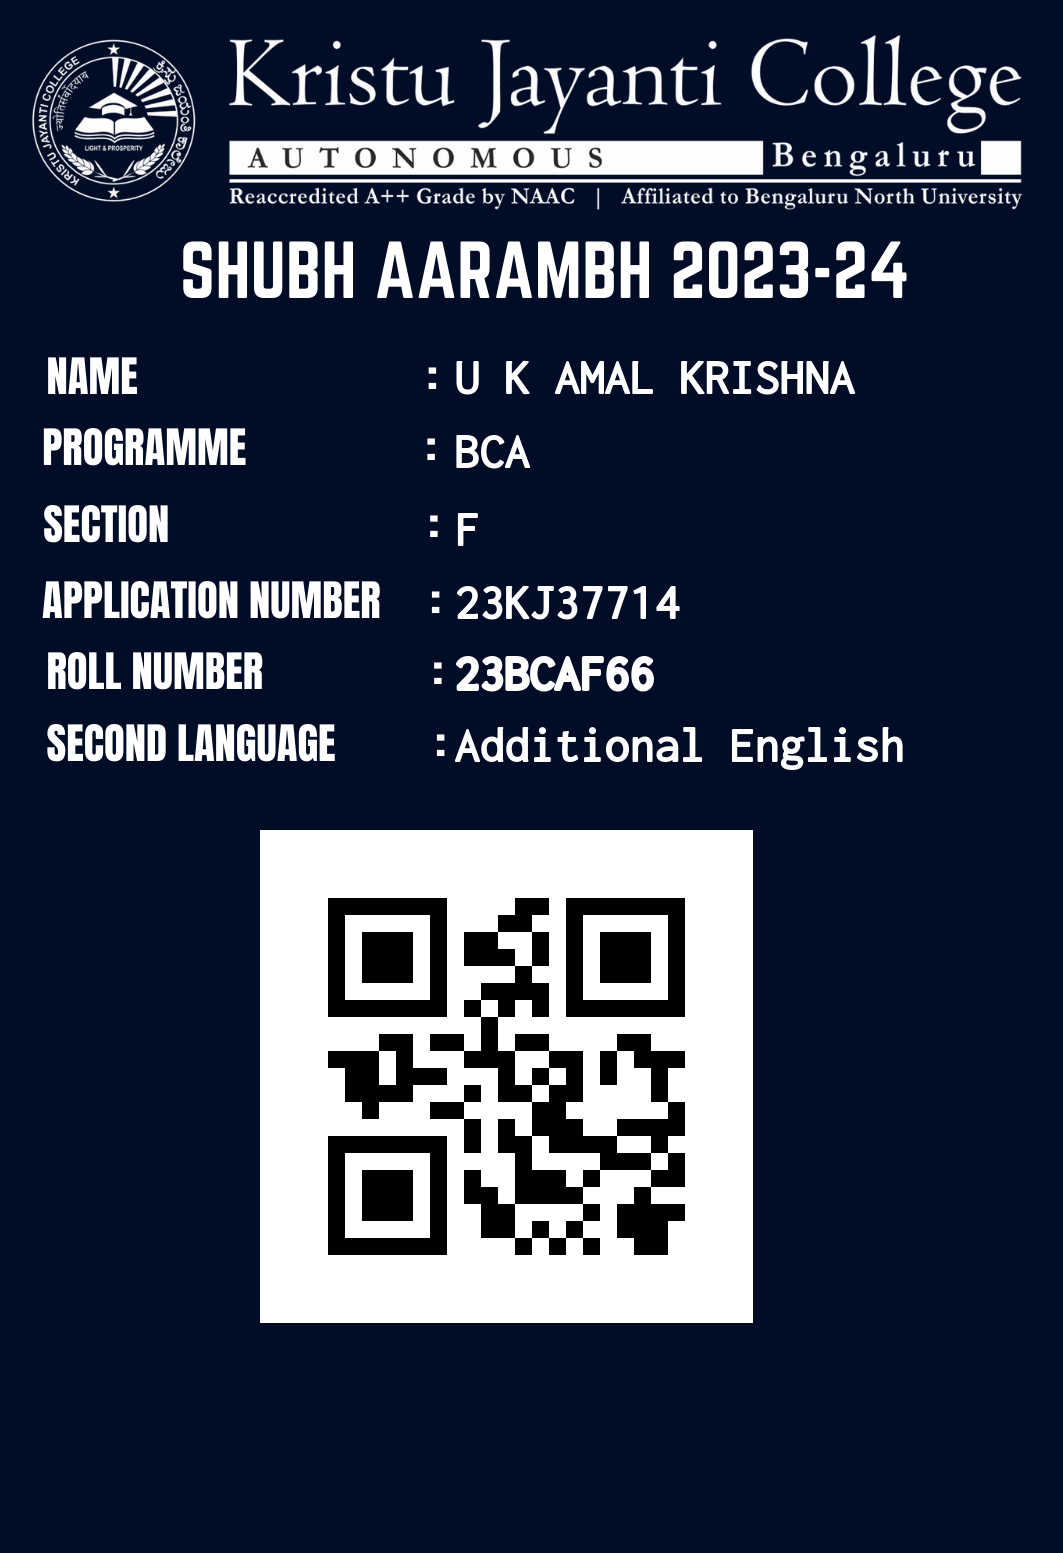 Kristu Jayanti College
AUTONOMOUS Bengaluru
Reaccredited A++ Grade by NAAC | Affiliated to Bengaluru North University
KRISTU JAYANTI COLLEGE
LIGHT & PROSPERITY
SHUBH AARAMBH 2023-24
NAME : U K AMAL KRISHNA
PROGRAMME : BCA
SECTION : F
APPLICATION NUMBER : 23KJ37714
ROLL NUMBER : 23BCAF66
SECOND LANGUAGE : Additional English